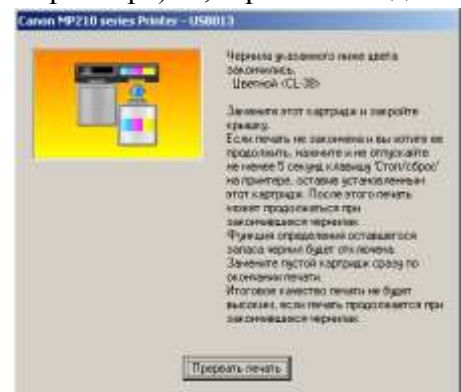 Canon MP210 series Printer - USB013
Чернила указанного ниже цвета
закончились.
Цветной <CL-38>
Замените этот картридж и закройте
крышку.
Если печать не закончена и вы хотите ее
продолжить, нажмите и не отпускайте
не менее 5 секунд клавишу 'Стоп/сброс'
на принтере, оставив установленным
этот картридж. После этого печать
может продолжаться при
закончившихся чернилах.
Функция определения оставшегося
запаса чернил будет отключена.
Замените пустой картридж сразу по
окончании печати.
Итоговое качество печати не будет
высоким, если печать продолжается при
закончившихся чернилах.
Прервать печать